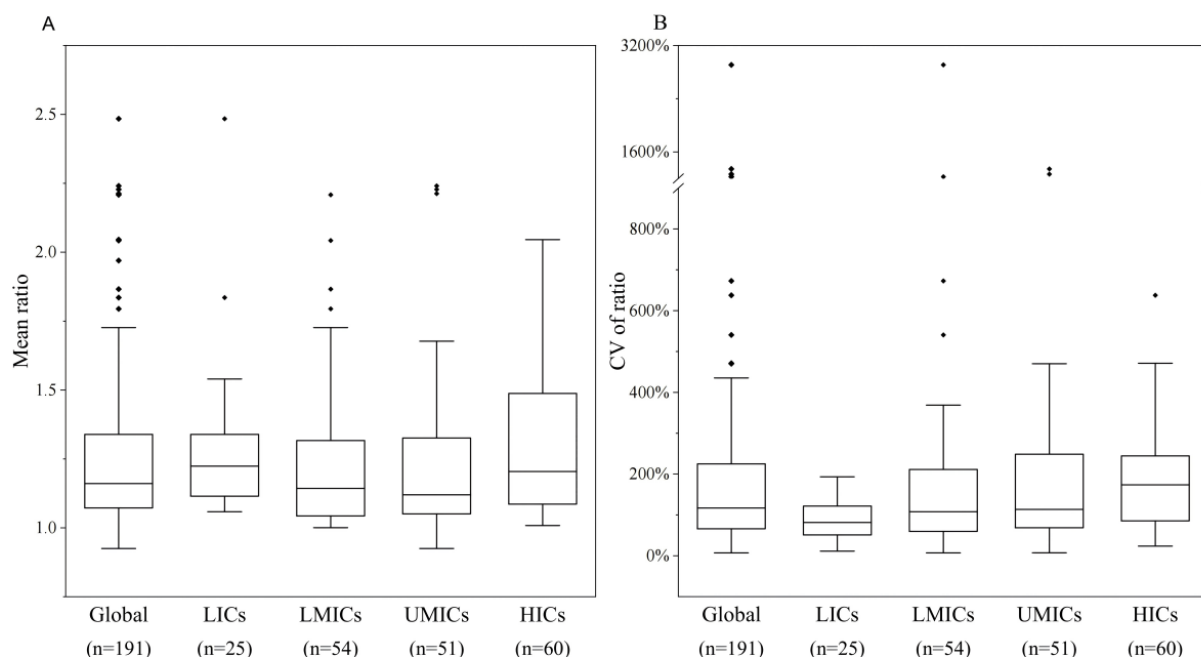 A
Mean ratio
2.5
2.0
1.5
1.0
Global LICs LMICs UMICs HICs
(n=191) (n=25) (n=54) (n=51) (n=60)
B
CV of ratio
3200%
1600%
800%
600%
400%
200%
0%
Global LICs LMICs UMICs HICs
(n=191) (n=25) (n=54) (n=51) (n=60)